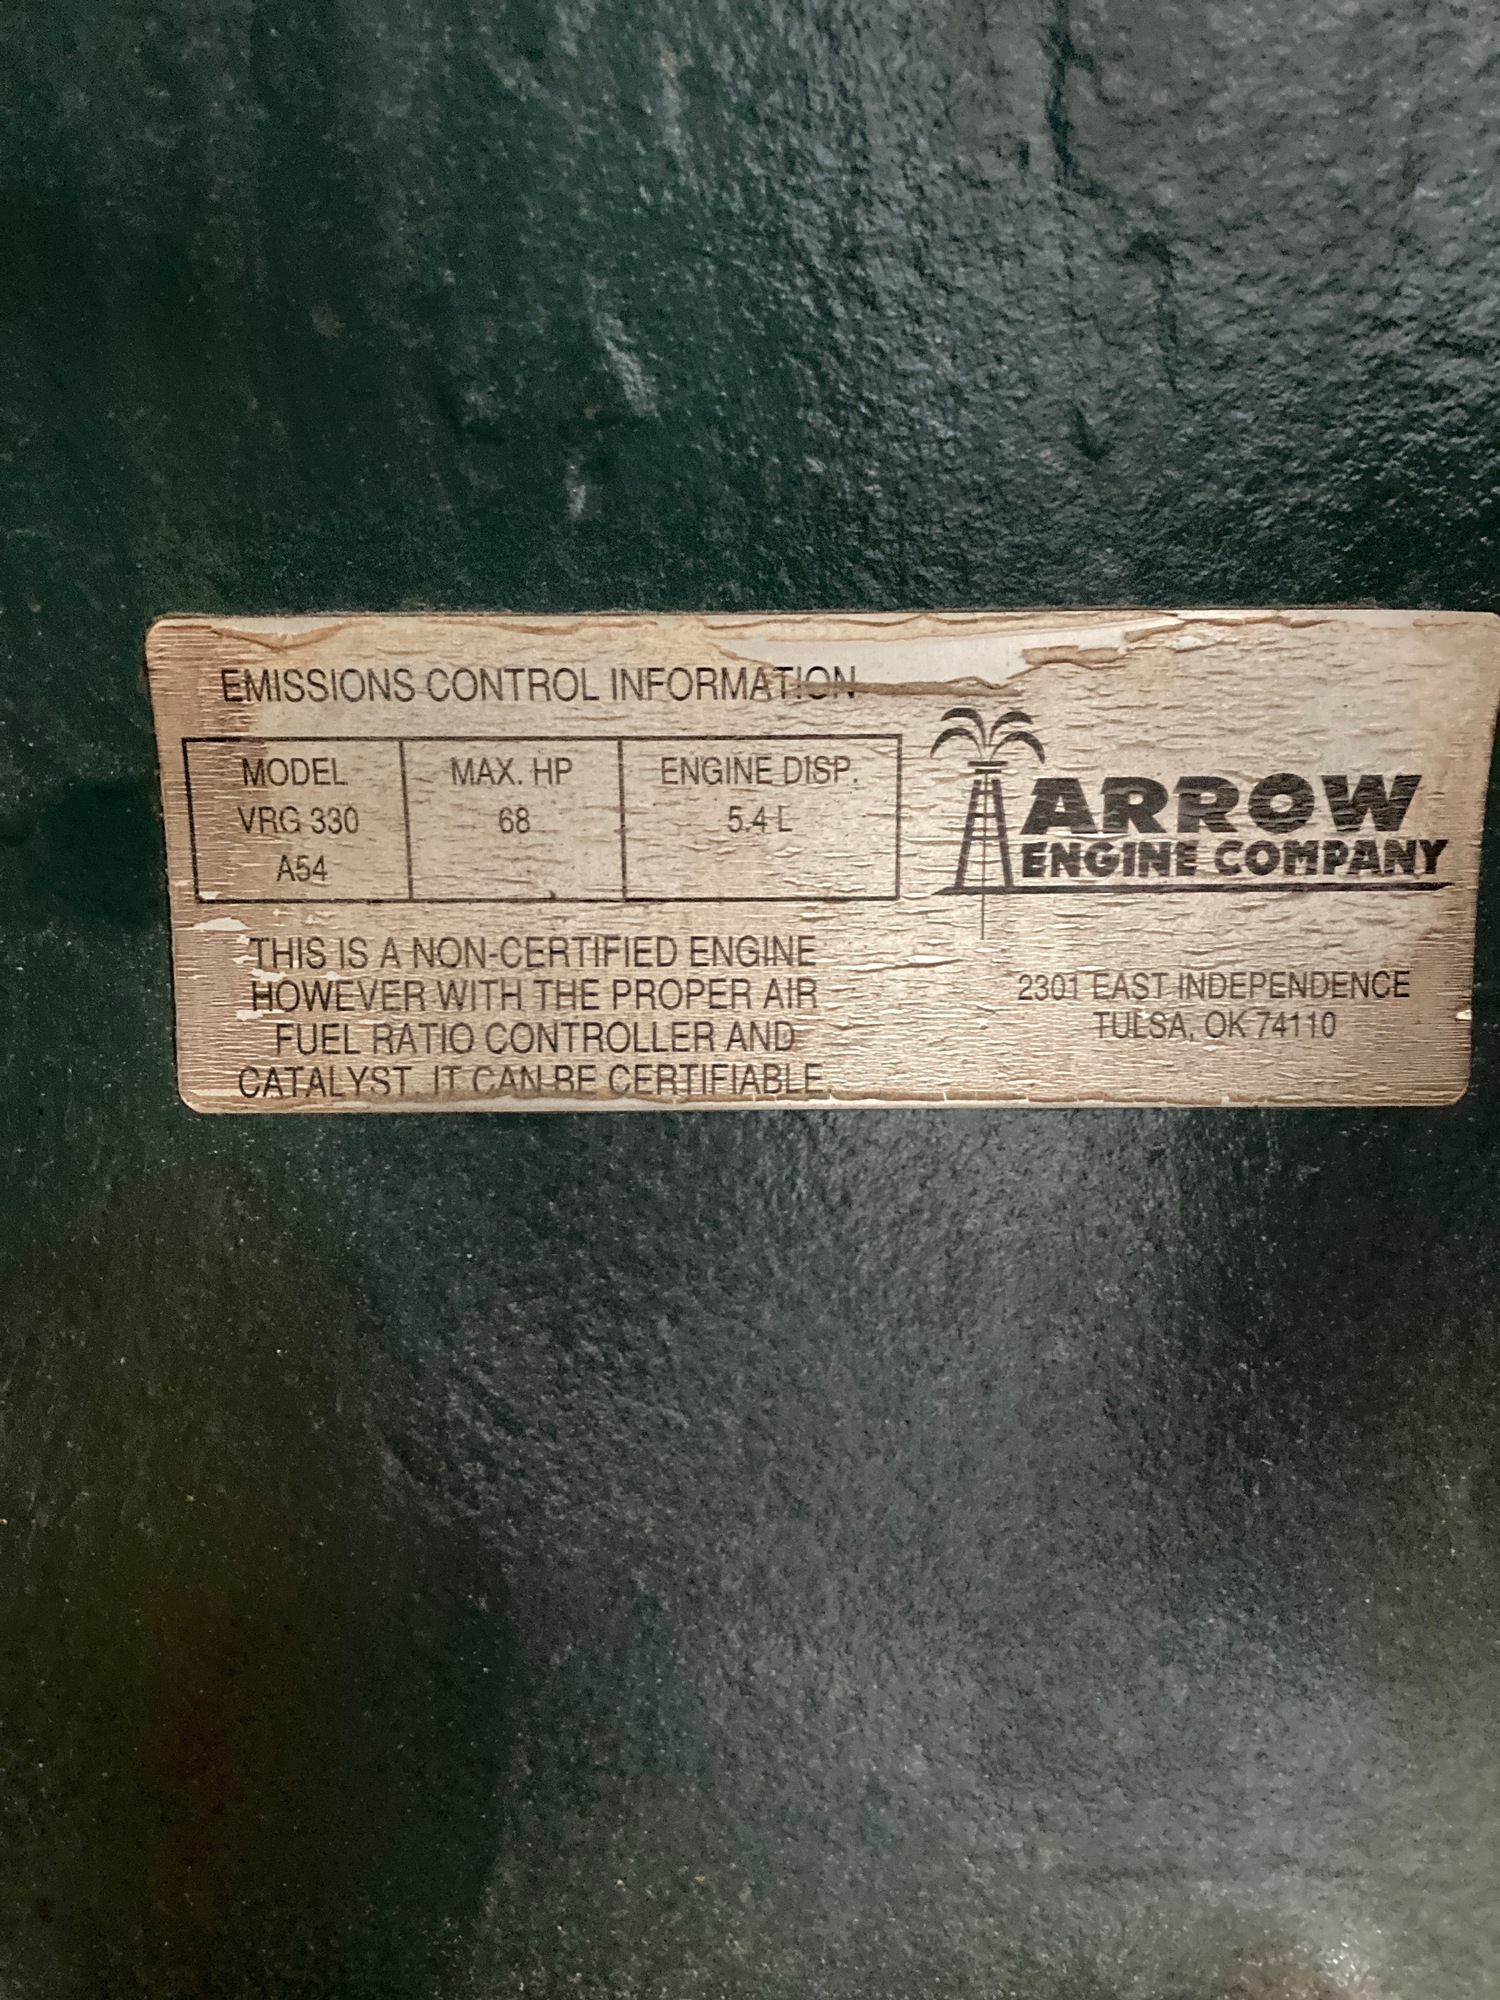 EMISSIONS CONTROL INFORMATION
MODEL MAX. HP ENGINE DISP.
VRG 330 68 5.4 L
A54
ARROW
ENGINE COMPANY
THIS IS A NON-CERTIFIED ENGINE
HOWEVER WITH THE PROPER AIR
FUEL RATIO CONTROLLER AND
CATALYST, IT CAN BE CERTIFIABLE.
2301 EAST INDEPENDENCE
TULSA, OK 74110